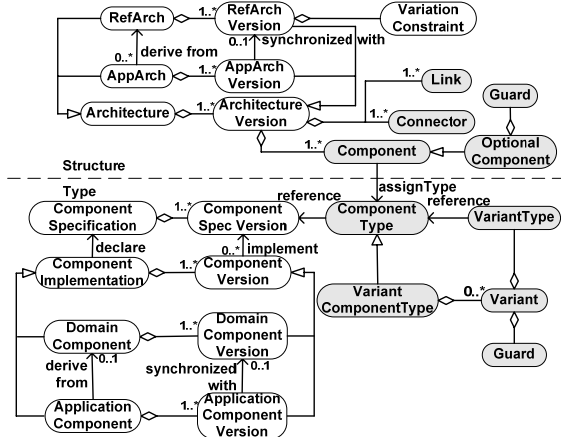 RefArch
1..*
RefArch
Version
Variation
Constraint
0..*
derive from
0..1
synchronized with
AppArch
1..*
AppArch
Version
1..*
Link
Guard
Architecture
1..*
Architecture
Version
1..*
Connector
Optional
Component
1..*
Component
Structure
Type
assignType
Component
Specification
1..*
Component
Spec Version
reference
Component
Type
reference
VariantType
declare
0..*
implement
Component
Implementation
1..*
Component
Version
Variant
ComponentType
0..*
Variant
Domain
Component
1..*
Domain
Component
Version
Guard
0..1
derive
from
synchronized
with
0..1
Application
Component
1..*
Application
Component
Version